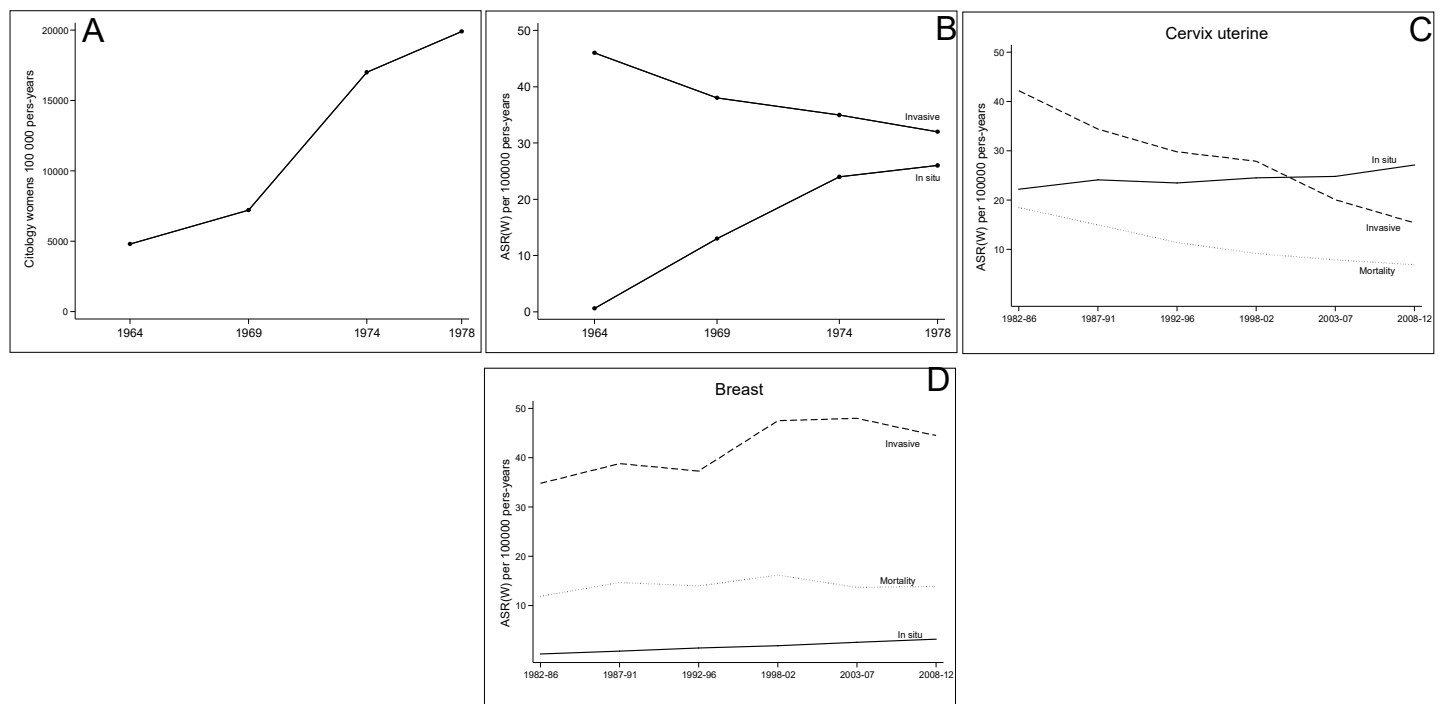 A
Citology womens 100 000 pers-years
20000
15000
10000
5000
0
1964
1969
1974
1978
B
ASR(W) per 100000 pers-years
50
40
30
20
10
0
Invasive
In situ
1964
1969
1974
1978
C
Cervix uterine
ASR(W) per 100000 pers-years
50
40
30
20
10
In situ
Invasive
Mortality
1982-86
1987-91
1992-96
1998-02
2003-07
2008-12
D
Breast
ASR(W) per 100000 pers-years
50
40
30
20
10
Invasive
Mortality
In situ
1982-86
1987-91
1992-96
1998-02
2003-07
2008-12